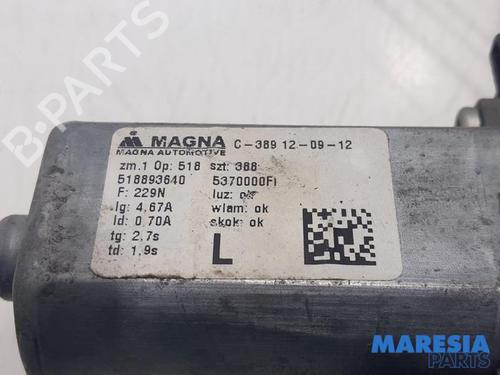 MAGNA C-389 12-09-12
MAGNA AUTOMOTIVE
zm.1 Op: 518 szt: 388
518893640 5370000FI
F: 229N luz: ok
Ig: 4,67A wlam: ok
Id: 0,70A skok: ok
tg: 2,7s
td: 1,9s
L
B-PARTS
MARESIA
PARTS